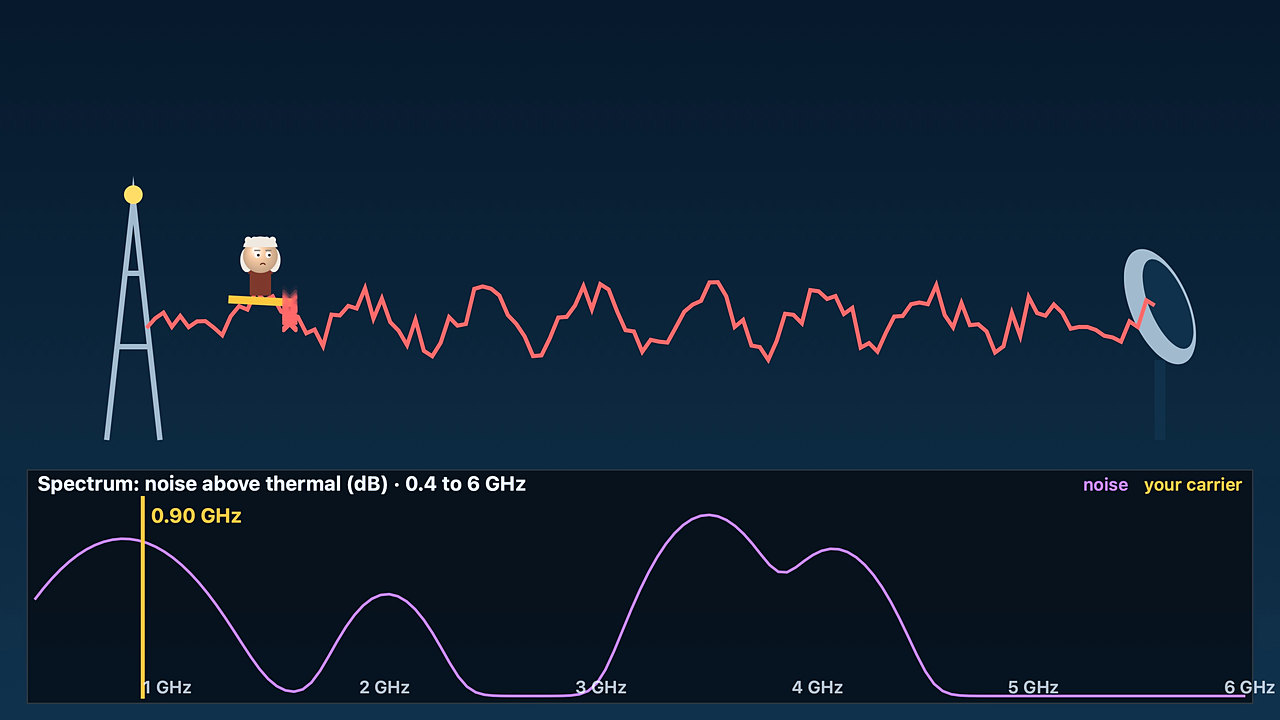 Spectrum: noise above thermal (dB) · 0.4 to 6 GHz
noise
your carrier
0.90 GHz
1 GHz
2 GHz
3 GHz
4 GHz
5 GHz
6 GHz